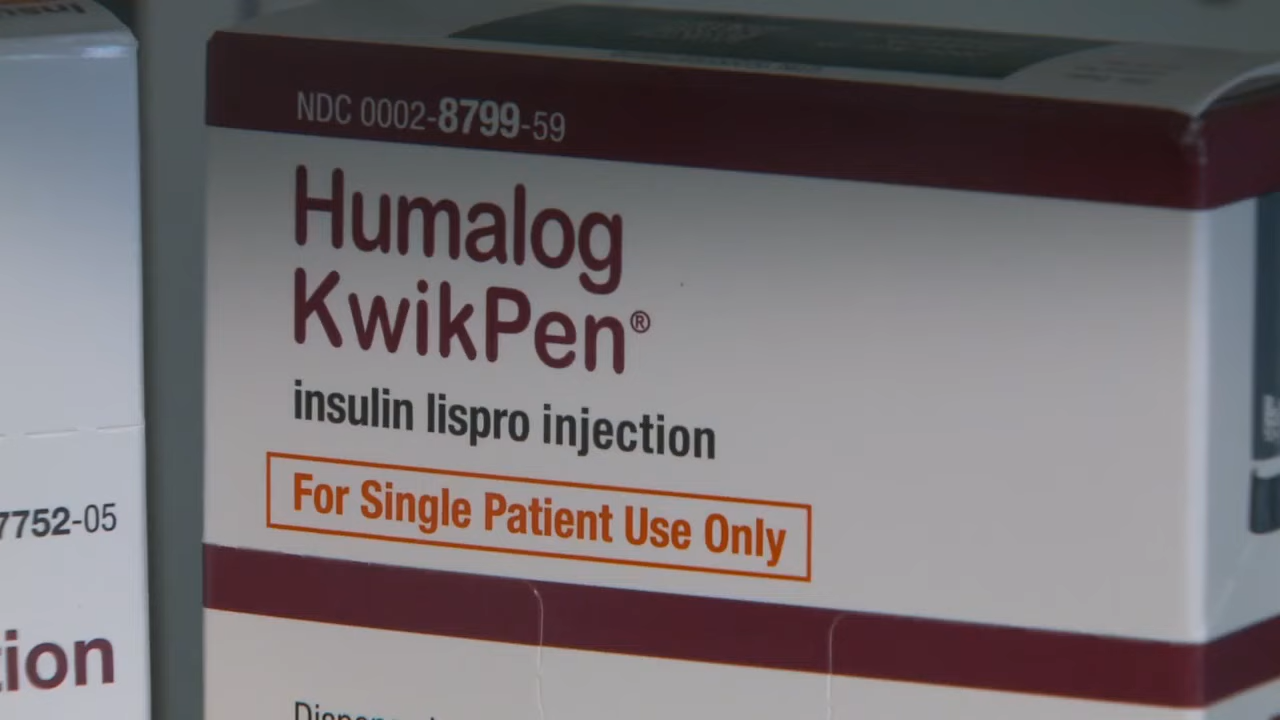 NDC 0002-8799-59
Humalog
KwikPen®
insulin lispro injection
For Single Patient Use Only
7752-05
tion